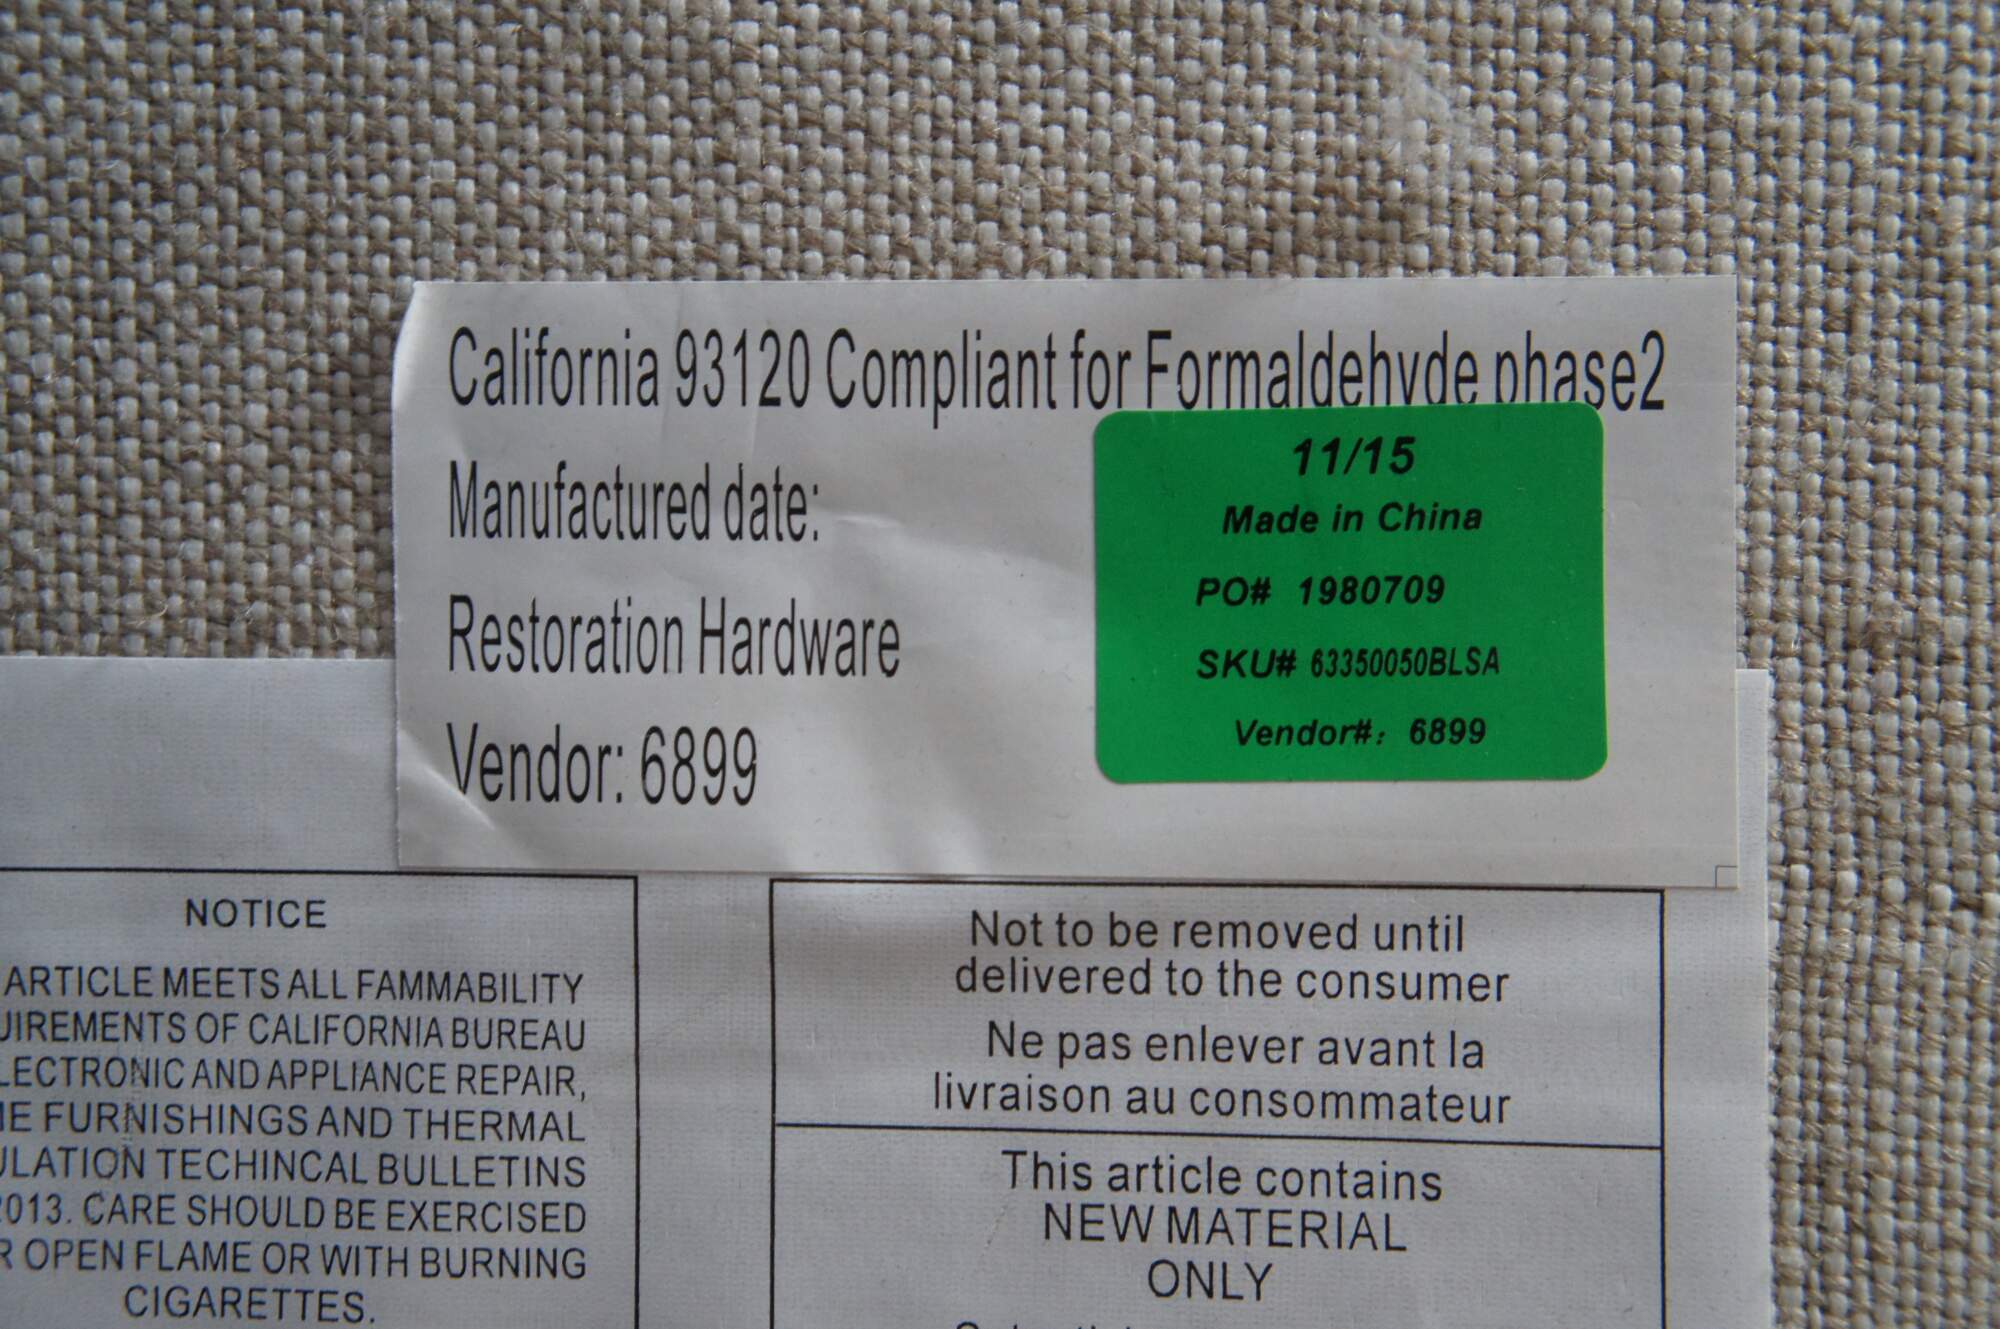 California 93120 Compliant for Formaldehyde phase2
Manufactured date:
Restoration Hardware
Vendor: 6899
11/15
Made in China
PO# 1980709
SKU# 63350050BLSA
Vendor#: 6899
NOTICE
ARTICLE MEETS ALL FAMMABILITY
OF CALIFORNIA BUREAU
AND APPLIANCE REPAIR,
FURNISHINGS AND THERMAL
TECHINCAL BULLETINS
2013. CARE SHOULD BE EXERCISED
OPEN FLAME OR WITH BURNING
CIGARETTES.
Not to be removed until
delivered to the consumer
Ne pas enlever avant la
livraison au consommateur
This article contains
NEW MATERIAL
ONLY